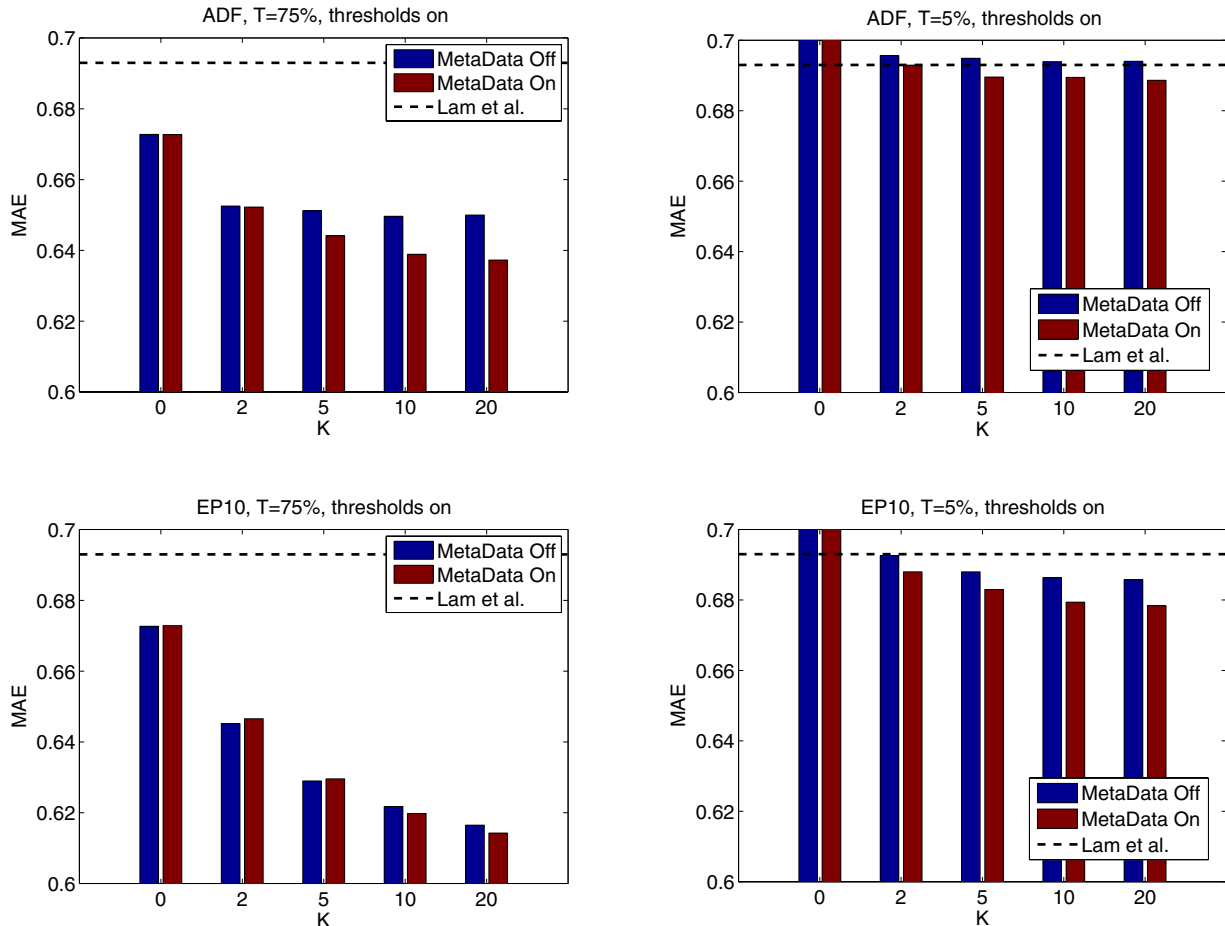 ADF, T=75%, thresholds on
0.7
0.68
0.66
0.64
0.62
0.6
MAE
MetaData Off
MetaData On
Lam et al.
0 2 5 10 20
K
ADF, T=5%, thresholds on
0.7
0.68
0.66
0.64
0.62
0.6
MAE
MetaData Off
MetaData On
Lam et al.
0 2 5 10 20
K
EP10, T=75%, thresholds on
0.7
0.68
0.66
0.64
0.62
0.6
MAE
MetaData Off
MetaData On
Lam et al.
0 2 5 10 20
K
EP10, T=5%, thresholds on
0.7
0.68
0.66
0.64
0.62
0.6
MAE
MetaData Off
MetaData On
Lam et al.
0 2 5 10 20
K